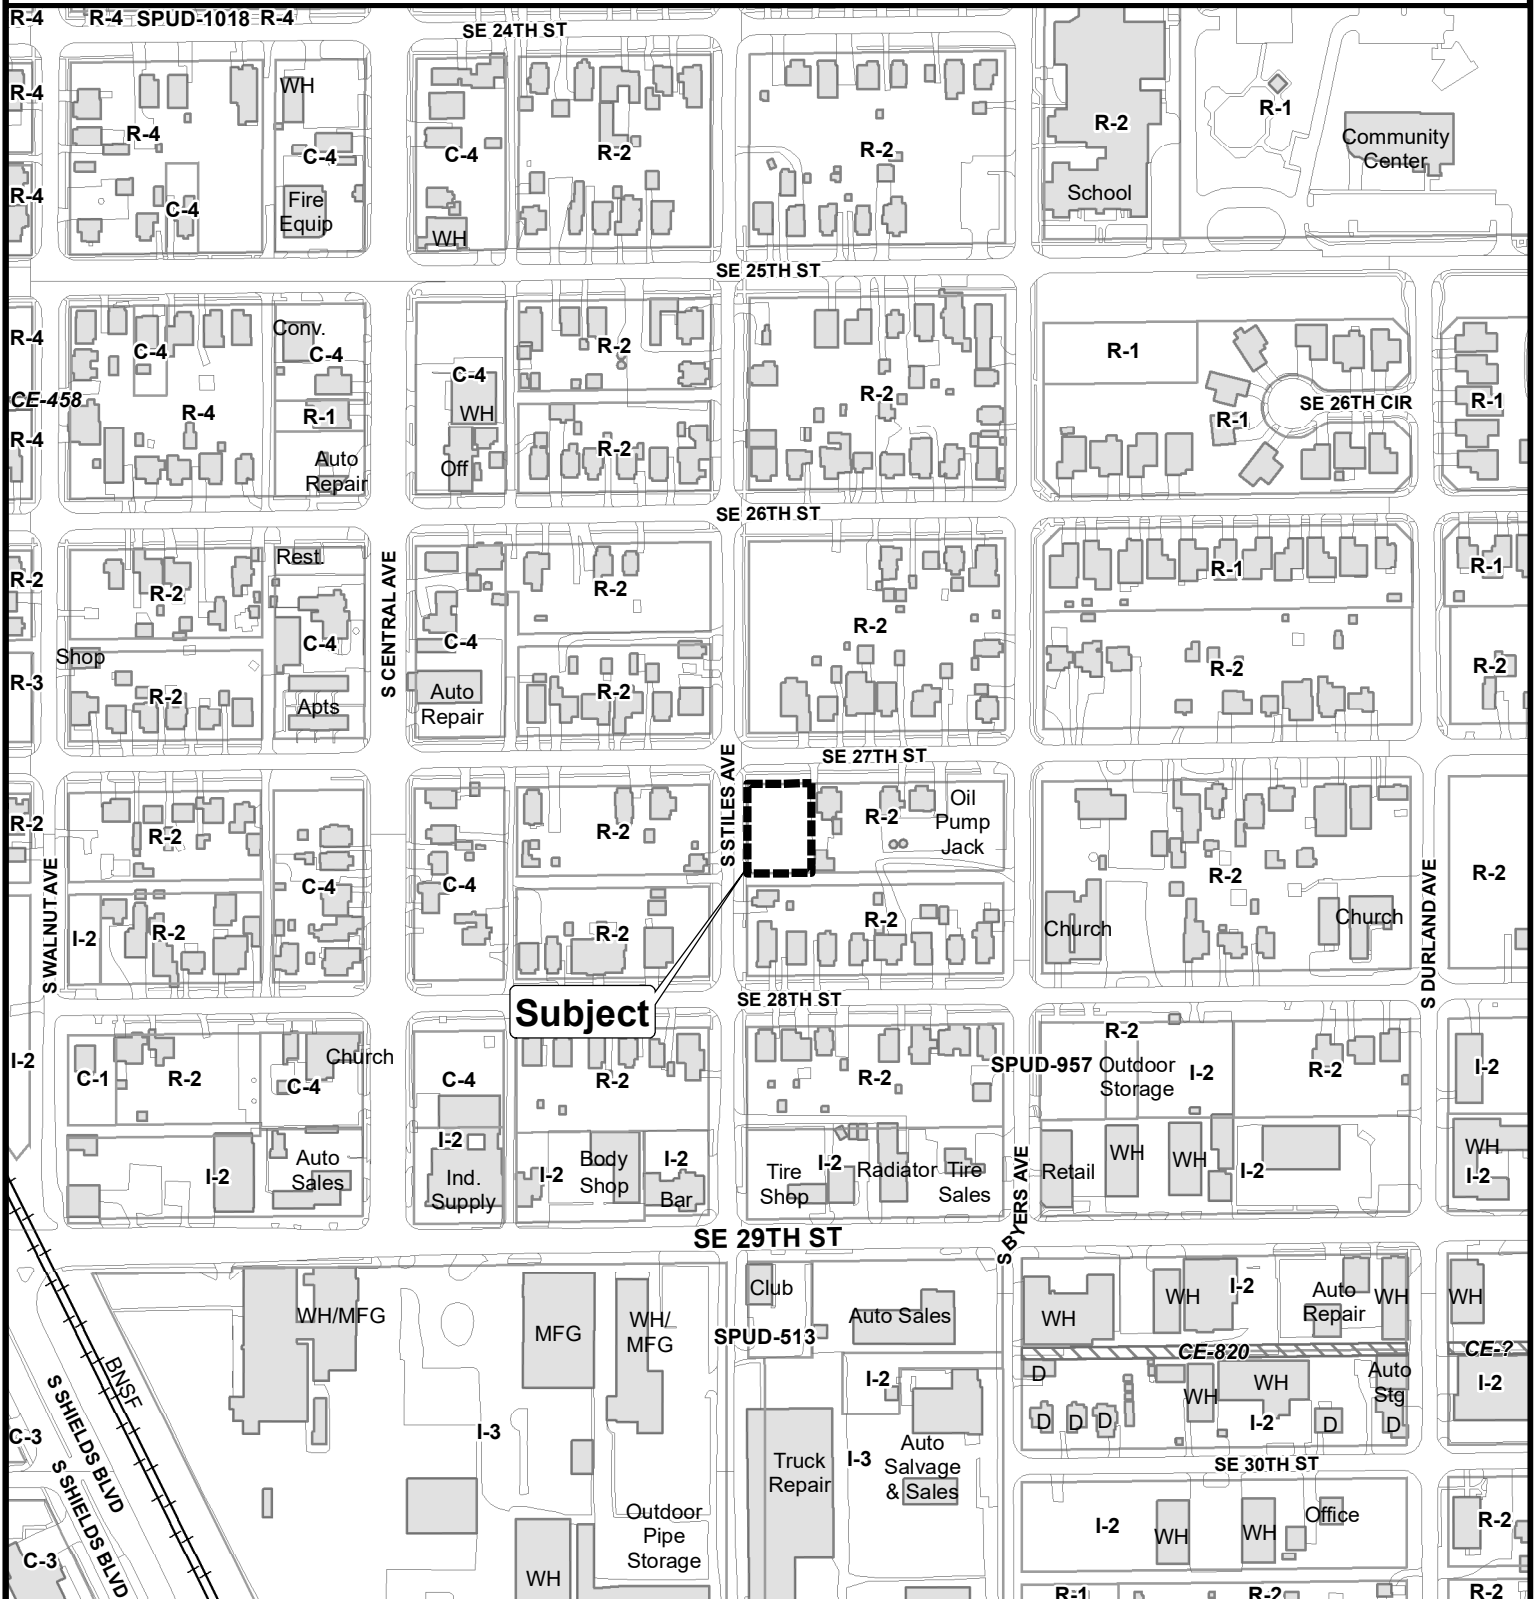 R-4 R-4 SPUD-1018 R-4
SE 24TH ST
R-4
WH
R-4
C-4
C-4
R-2
R-2
R-2
R-1
Community
Center
R-4
C-4
Fire
Equip
WH
School
SE 25TH ST
R-4
C-4
Conv.
C-4
R-2
R-1
C-4
R-2
CE-458
R-4
R-1
WH
SE 26TH CIR
R-1
R-1
R-4
Auto
Repair
Off
R-2
SE 26TH ST
S CENTRAL AVE
R-2
R-2
Rest.
R-2
R-1
R-1
C-4
C-4
R-2
Shop
R-3
R-2
Apts
Auto
Repair
R-2
R-2
R-2
S STILES AVE
SE 27TH ST
R-2
R-2
R-2
R-2
Oil
Pump
Jack
S WALNUT AVE
C-4
C-4
R-2
R-2
S DURLAND AVE
I-2
R-2
R-2
R-2
Church
Church
Subject
SE 28TH ST
I-2
C-1
R-2
C-4
Church
C-4
R-2
R-2
SPUD-957
R-2
Outdoor
Storage
I-2
R-2
I-2
I-2
Auto
Sales
I-2
Ind.
Supply
I-2
Body
Shop
I-2
Bar
Tire
Shop
I-2
Radiator
Tire
Sales
S BYERS AVE
Retail
WH
WH
I-2
WH
I-2
SE 29TH ST
WH/MFG
MFG
WH/
MFG
Club
SPUD-513
Auto Sales
WH
WH
I-2
Auto
Repair
WH
WH
CE-820
CE-?
BNSF
S SHIELDS BLVD
S SHIELDS BLVD
C-3
C-3
I-3
I-2
D
WH
WH
Auto
Stg
I-2
D
D
D
I-2
D
D
Truck
Repair
I-3
Auto
Salvage
& Sales
SE 30TH ST
Outdoor
Pipe
Storage
WH
I-2
WH
WH
Office
R-2
R-1
R-2
R-2